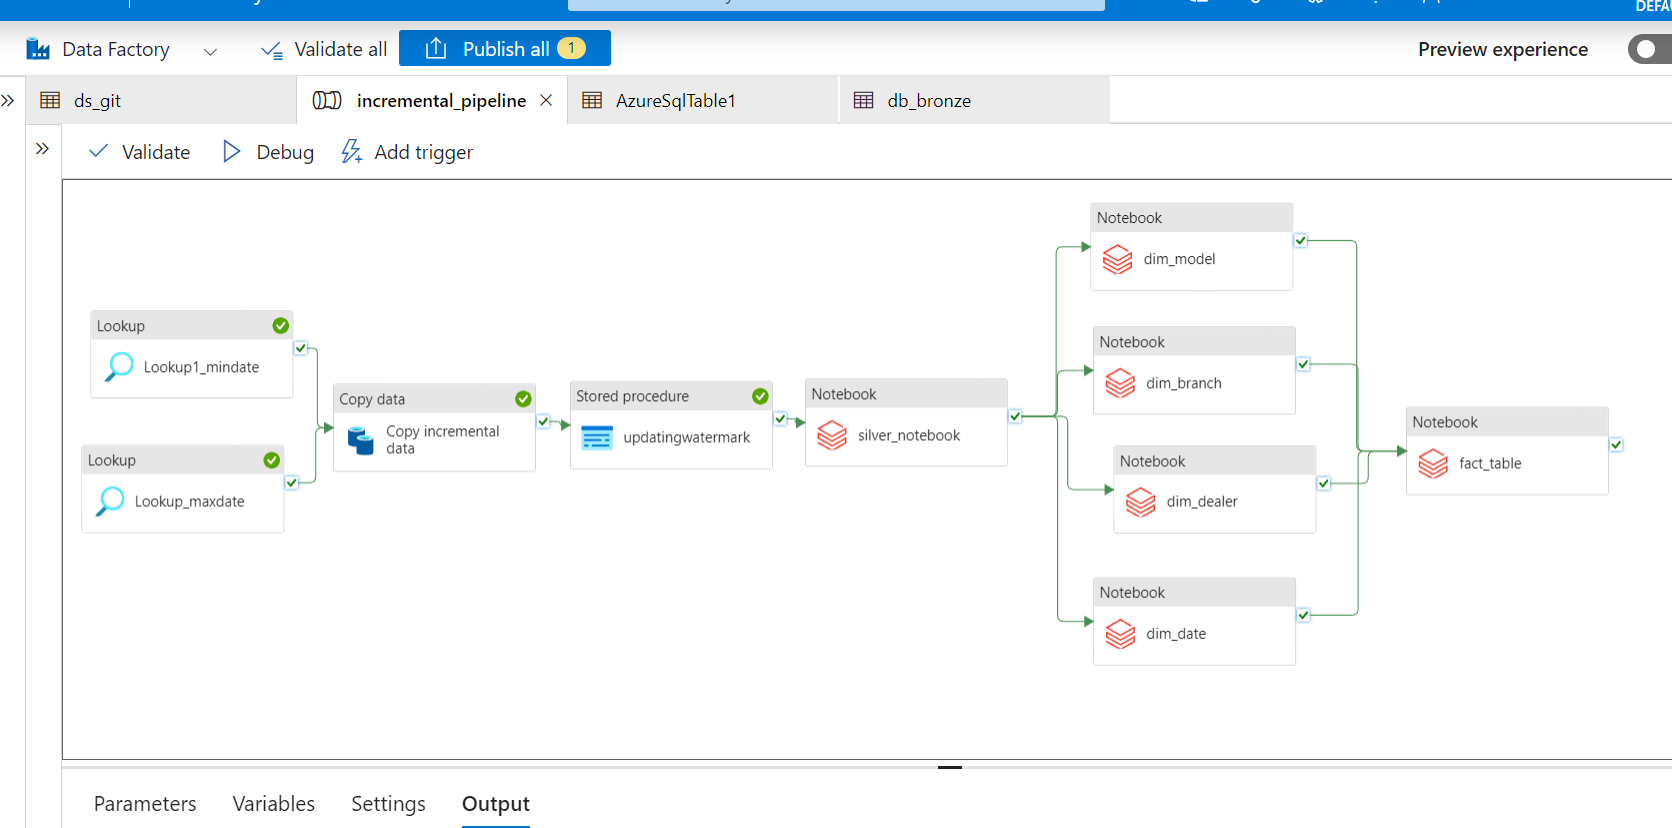 DEFAU
Data Factory
Validate all
Publish all 1
Preview experience
ds_git
incremental_pipeline
AzureSqlTable1
db_bronze
Validate
Debug
Add trigger
Lookup
Lookup1_mindate
Lookup
Lookup_maxdate
Copy data
Copy incremental
data
Stored procedure
updatingwatermark
Notebook
silver_notebook
Notebook
dim_model
Notebook
dim_branch
Notebook
dim_dealer
Notebook
dim_date
Notebook
fact_table
Parameters
Variables
Settings
Output